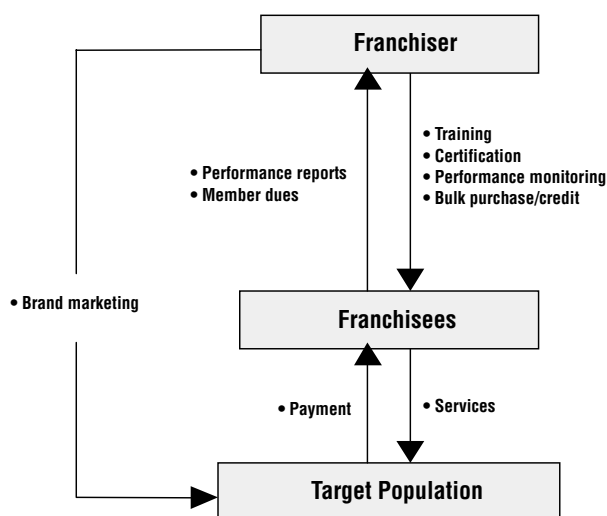 Franchiser
• Training
• Certification
• Performance monitoring
• Bulk purchase/credit
• Performance reports
• Member dues
• Brand marketing
Franchisees
• Payment
• Services
Target Population